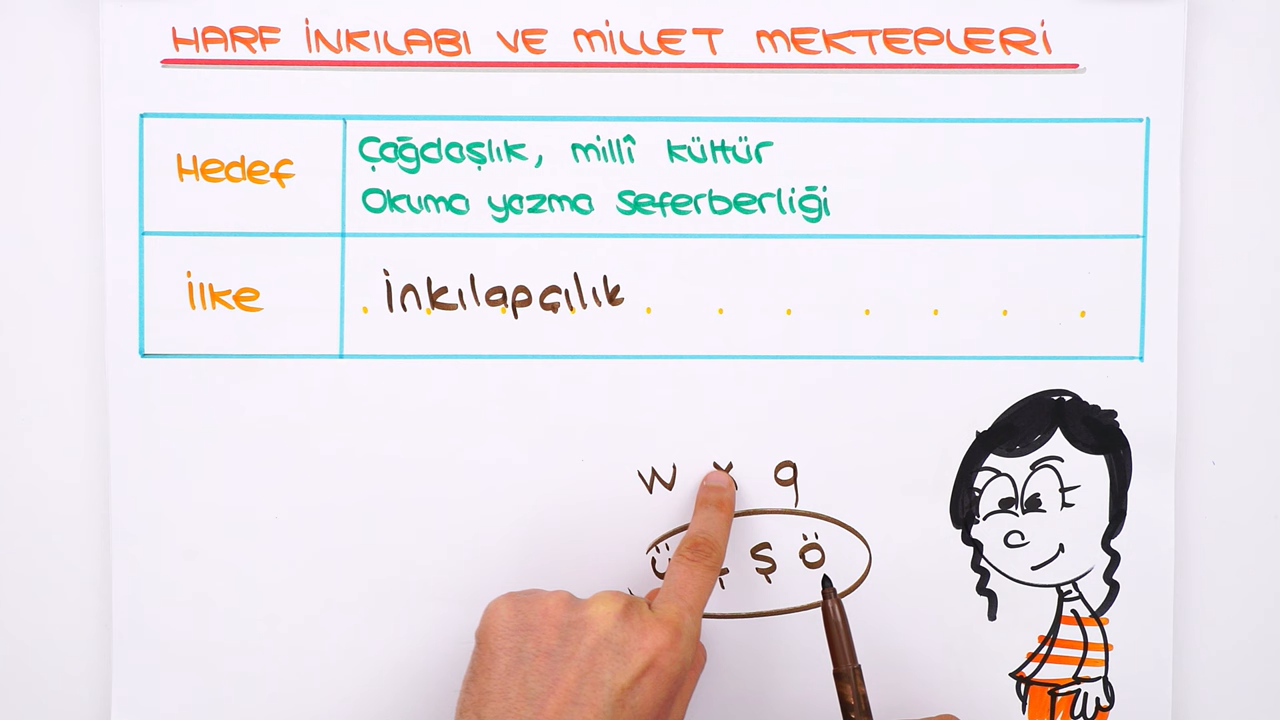 HARF İNKILABI VE MİLLET MEKTEPLERİ
Hedef
Çağdaşlık, millî kültür
Okuma yazma seferberliği
İlke
İnkılapçılık
w x q
ş ö